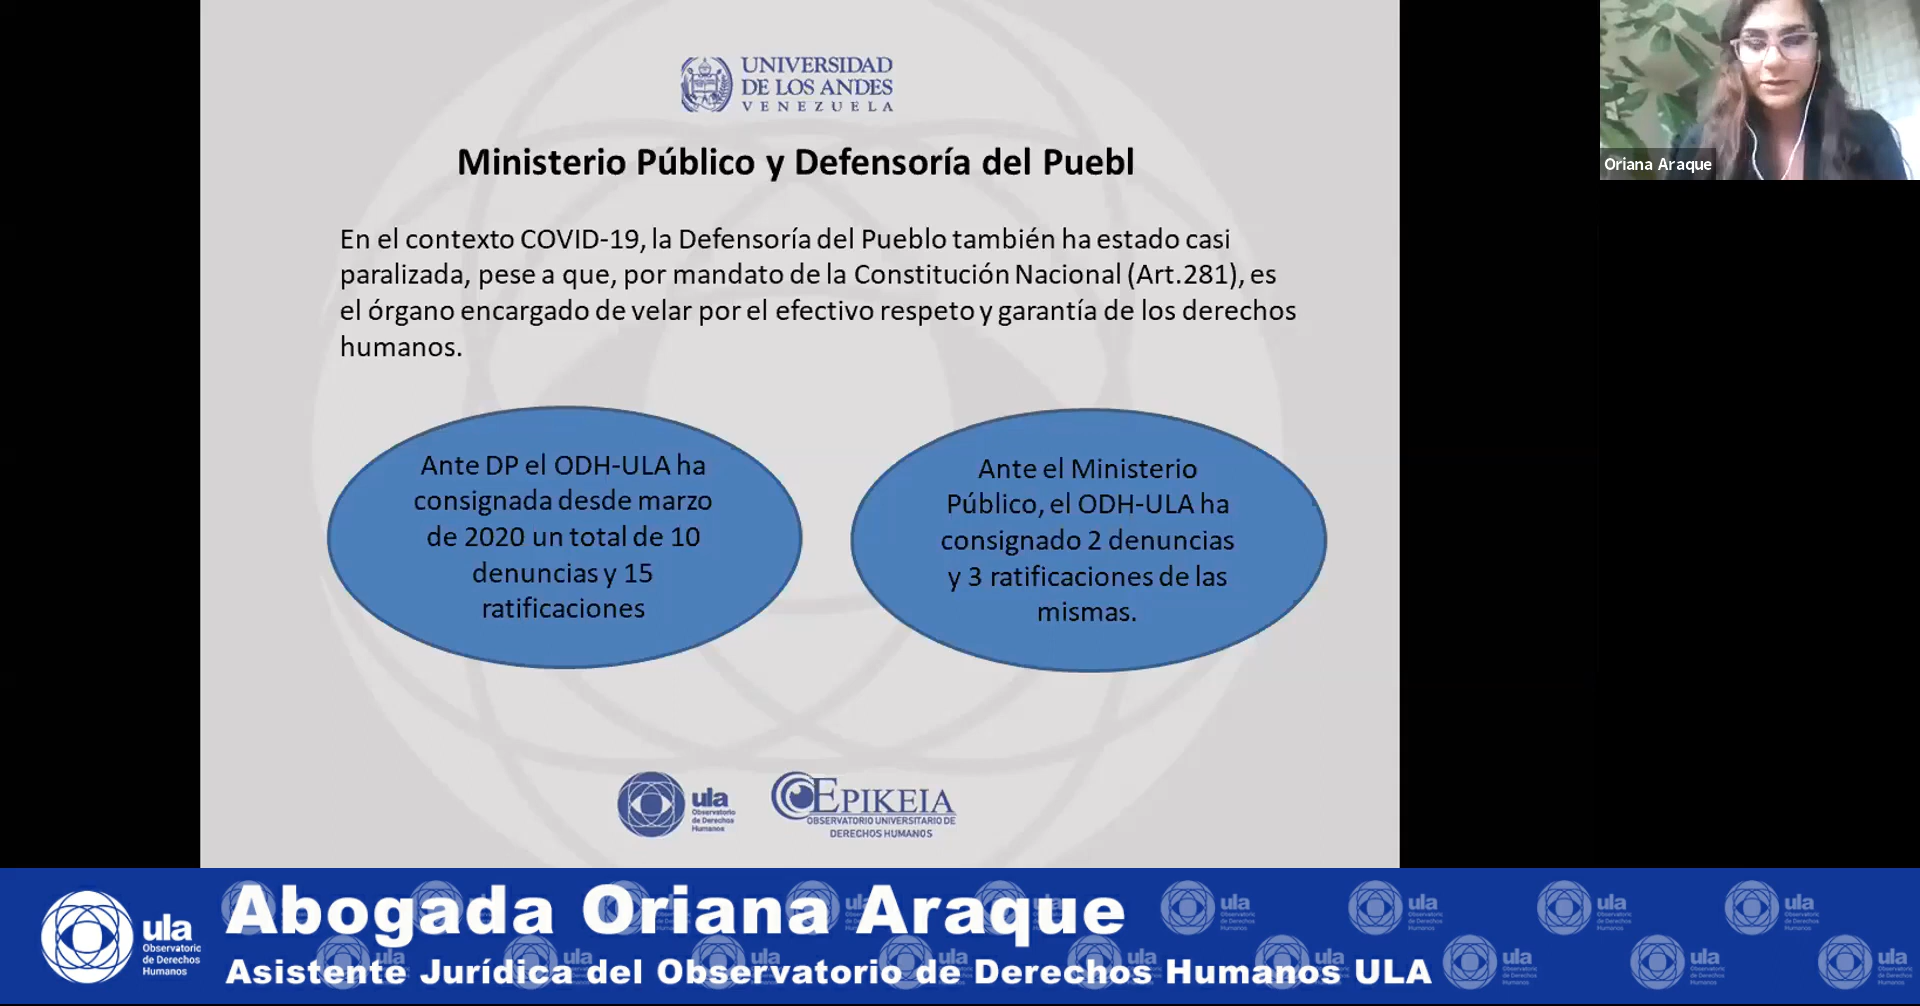 UNIVERSIDAD
DE LOS ANDES
VENEZUELA
Ministerio Público y Defensoría del Puebl
En el contexto COVID-19, la Defensoría del Pueblo también ha estado casi
paralizada, pese a que, por mandato de la Constitución Nacional (Art.281), es
el órgano encargado de velar por el efectivo respeto y garantía de los derechos
humanos.
Ante DP el ODH-ULA ha
consignada desde marzo
de 2020 un total de 10
denuncias y 15
ratificaciones
Ante el Ministerio
Público, el ODH-ULA ha
consignado 2 denuncias
y 3 ratificaciones de las
mismas.
ula
Observatorio
de Derechos
Humanos
EPIKEIA
OBSERVATORIO UNIVERSITARIO DE
DERECHOS HUMANOS
Oriana Araque
ula
Observatorio
de Derechos
Humanos
Abogada Oriana Araque
Asistente Jurídica del Observatorio de Derechos Humanos ULA